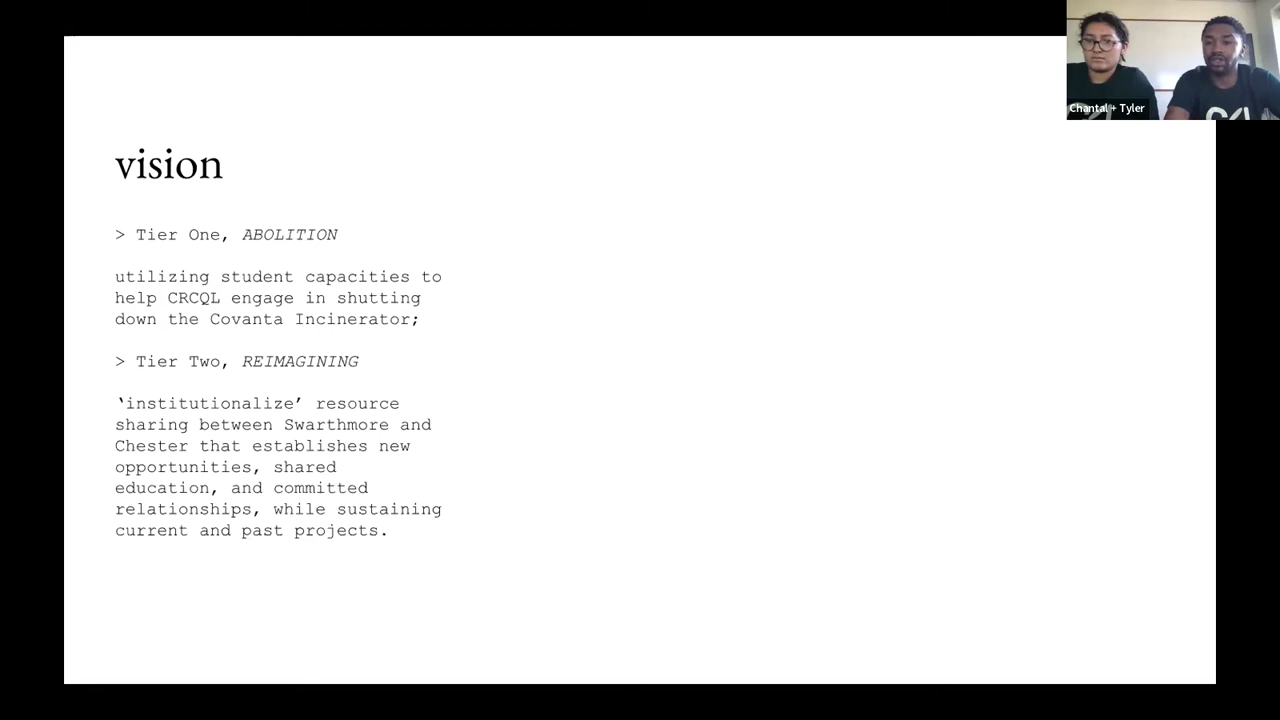 Chantal + Tyler
vision
> Tier One, ABOLITION
utilizing student capacities to
help CRCQL engage in shutting
down the Covanta Incinerator;
> Tier Two, REIMAGINING
‘institutionalize’ resource
sharing between Swarthmore and
Chester that establishes new
opportunities, shared
education, and committed
relationships, while sustaining
current and past projects.